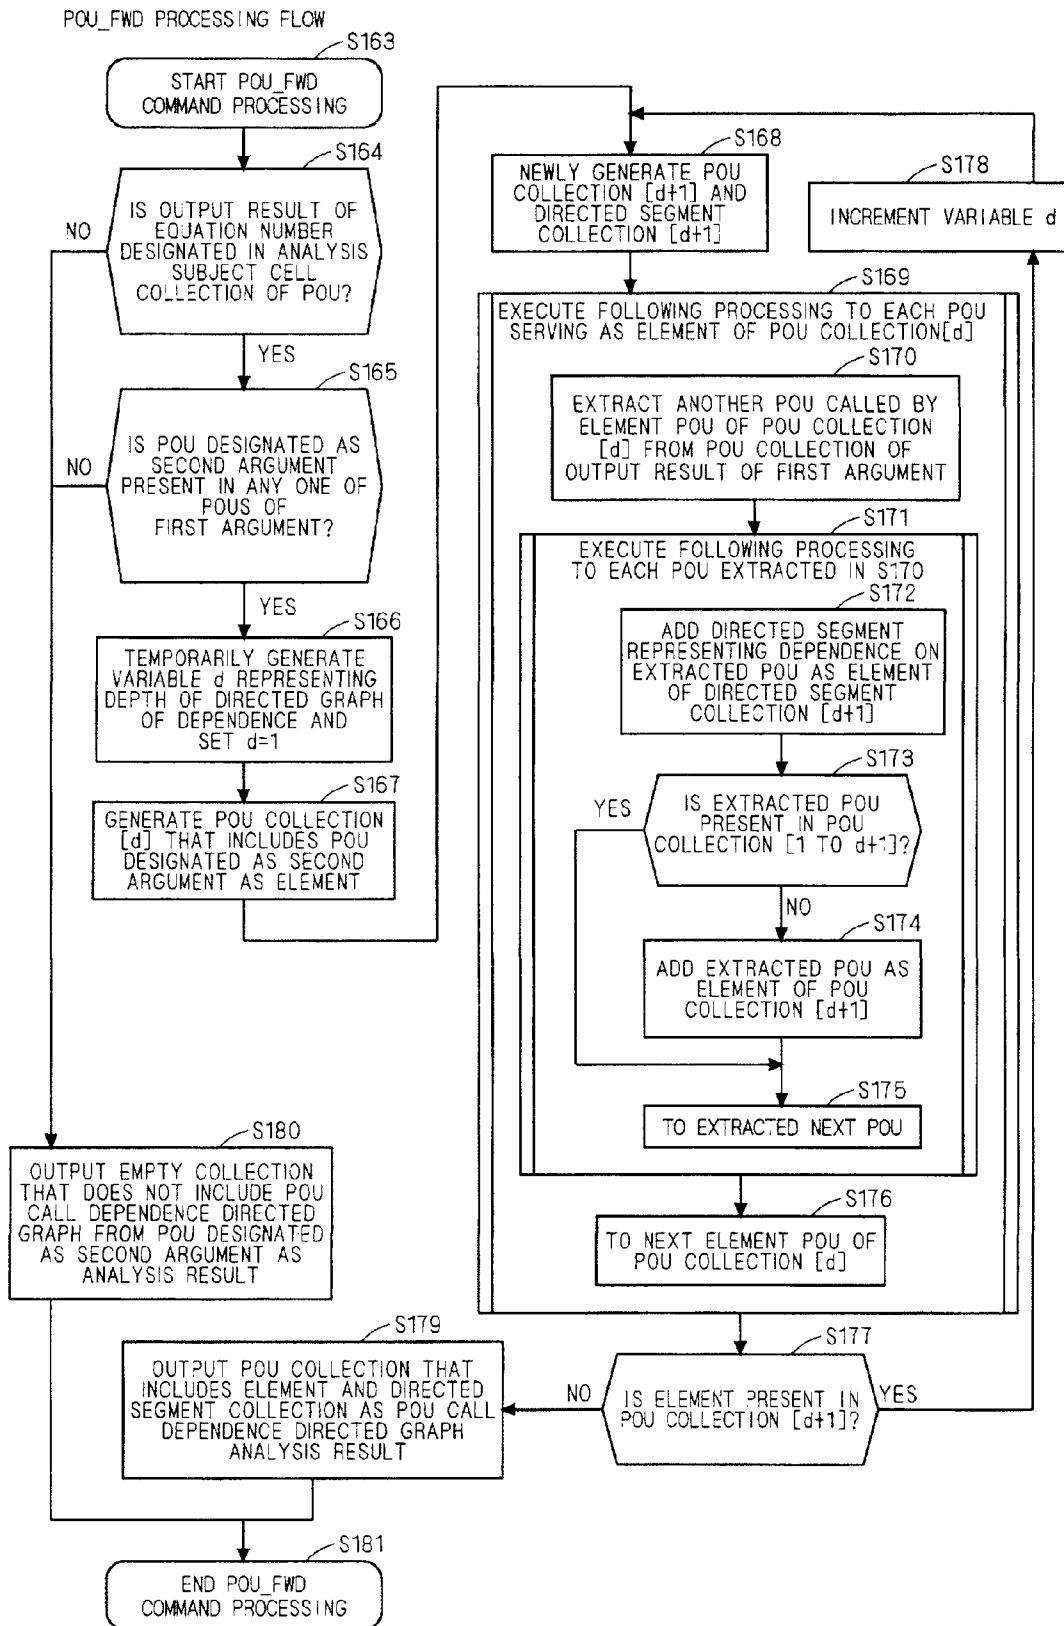 POU_FWD PROCESSING FLOW
S163
START POU_FWD
COMMAND PROCESSING
S164
IS OUTPUT RESULT OF
EQUATION NUMBER
DESIGNATED IN ANALYSIS
SUBJECT CELL
COLLECTION OF POU?
NO
YES
S165
IS POU DESIGNATED AS
SECOND ARGUMENT
PRESENT IN ANY ONE OF
POUS OF
FIRST ARGUMENT?
NO
YES
S166
TEMPORARILY GENERATE
VARIABLE d REPRESENTING
DEPTH OF DIRECTED GRAPH
OF DEPENDENCE AND
SET d=1
S167
GENERATE POU COLLECTION
[d] THAT INCLUDES POU
DESIGNATED AS SECOND
ARGUMENT AS ELEMENT
S168
NEWLY GENERATE POU
COLLECTION [d+1] AND
DIRECTED SEGMENT
COLLECTION [d+1]
S178
INCREMENT VARIABLE d
S169
EXECUTE FOLLOWING PROCESSING TO EACH POU
SERVING AS ELEMENT OF POU COLLECTION[d]
S170
EXTRACT ANOTHER POU CALLED BY
ELEMENT POU OF POU COLLECTION
[d] FROM POU COLLECTION OF
OUTPUT RESULT OF FIRST ARGUMENT
S171
EXECUTE FOLLOWING PROCESSING
TO EACH POU EXTRACTED IN S170
S172
ADD DIRECTED SEGMENT
REPRESENTING DEPENDENCE ON
EXTRACTED POU AS ELEMENT
OF DIRECTED SEGMENT
COLLECTION [d+1]
S173
IS EXTRACTED POU
PRESENT IN POU
COLLECTION [1 TO d+1]?
YES
NO
S174
ADD EXTRACTED POU AS
ELEMENT OF POU
COLLECTION [d+1]
S175
TO EXTRACTED NEXT POU
S176
TO NEXT ELEMENT POU OF
POU COLLECTION [d]
S177
IS ELEMENT PRESENT IN
POU COLLECTION [d+1]?
NO
YES
S180
OUTPUT EMPTY COLLECTION
THAT DOES NOT INCLUDE POU
CALL DEPENDENCE DIRECTED
GRAPH FROM POU DESIGNATED
AS SECOND ARGUMENT AS
ANALYSIS RESULT
S179
OUTPUT POU COLLECTION THAT
INCLUDES ELEMENT AND DIRECTED
SEGMENT COLLECTION AS POU CALL
DEPENDENCE DIRECTED GRAPH
ANALYSIS RESULT
S181
END POU_FWD
COMMAND PROCESSING